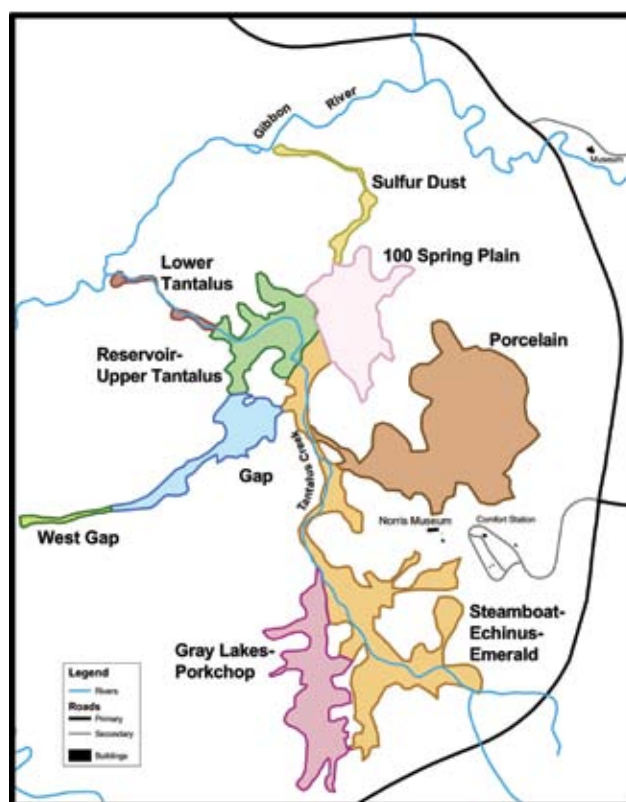 Gibbon River
Museum
Sulfur Dust
100 Spring Plain
Lower
Tantalus
Porcelain
Reservoir-
Upper Tantalus
Tantalus Creek
Gap
West Gap
Norris Museum
Comfort Station
Steamboat-
Echinus-
Emerald
Gray Lakes-
Porkchop
Legend
Rivers
Roads
Primary
Secondary
Buildings